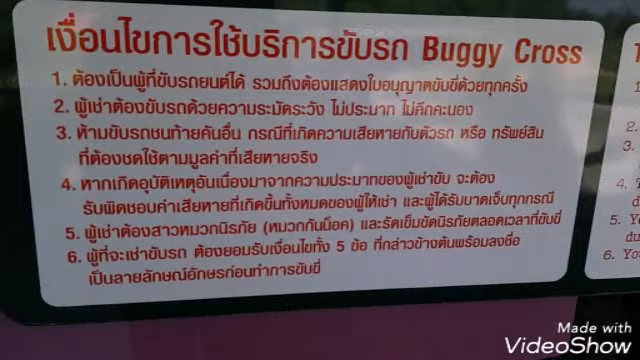 เงื่อนไขการใช้บริการขับรถ Buggy Cross
1. ต้องเป็นผู้ที่ขับรถยนต์ได้ รวมถึงต้องแสดงใบอนุญาตขับขี่ด้วยทุกครั้ง
2. ผู้เช่าต้องขับรถด้วยความระมัดระวัง ไม่ประมาท ไม่คึกคะนอง
3. ห้ามขับรถชนท้ายคันอื่น กรณีที่เกิดความเสียหายกับตัวรถ หรือ ทรัพย์สิน
ที่ต้องชดใช้ตามมูลค่าที่เสียหายจริง
4. หากเกิดอุบัติเหตุอันเนื่องมาจากความประมาทของผู้เช่าขับ จะต้อง
รับผิดชอบค่าเสียหายที่เกิดขึ้นทั้งหมดของผู้ให้เช่า และผู้ได้รับบาดเจ็บทุกกรณี
5. ผู้เช่าต้องสวมหมวกนิรภัย (หมวกกันน็อค) และรัดเข็มขัดนิรภัยตลอดเวลาที่ขับขี่
6. ผู้ที่จะเช่าขับรถ ต้องยอมรับเงื่อนไขทั้ง 5 ข้อ ที่กล่าวข้างต้นพร้อมลงชื่อ
เป็นลายลักษณ์อักษรก่อนทำการขับขี่
2.
3.
4.
5. Yo
du
6. You
Made with
VideoShow